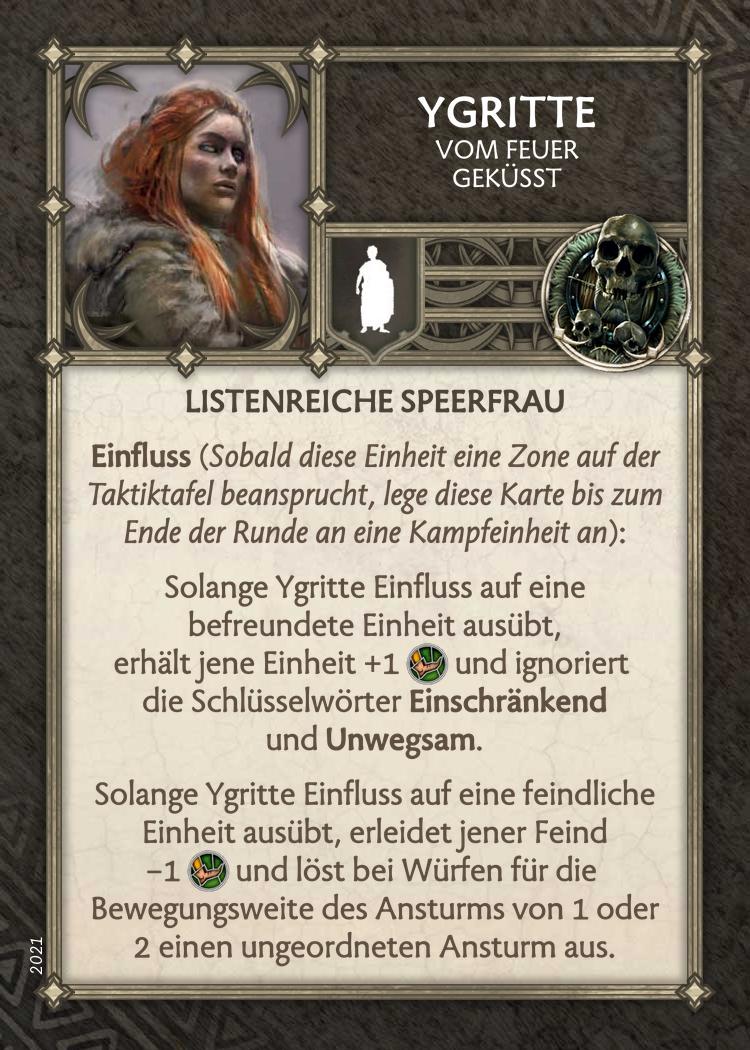 YGRITTE
VOM FEUER
GEKÜSST
LISTENREICHE SPEERFRAU
Einfluss (Sobald diese Einheit eine Zone auf der
Taktiktafel beansprucht, lege diese Karte bis zum
Ende der Runde an eine Kampfeinheit an):
Solange Ygritte Einfluss auf eine
befreundete Einheit ausübt,
erhält jene Einheit +1 und ignoriert
die Schlüsselwörter Einschränkend
und Unwegsam.
Solange Ygritte Einfluss auf eine feindliche
Einheit ausübt, erleidet jener Feind
−1 und löst bei Würfen für die
Bewegungsweite des Ansturms von 1 oder
2 einen ungeordneten Ansturm aus.
2021